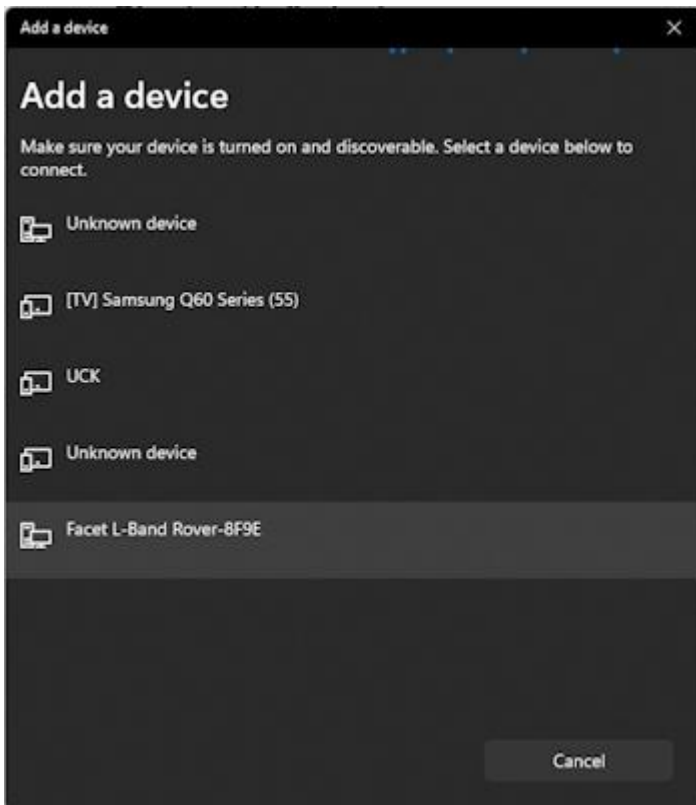 Add a device
Add a device
Make sure your device is turned on and discoverable. Select a device below to
connect.
Unknown device
[TV] Samsung Q60 Series (55)
UCK
Unknown device
Facet L-Band Rover-8F9E
Cancel